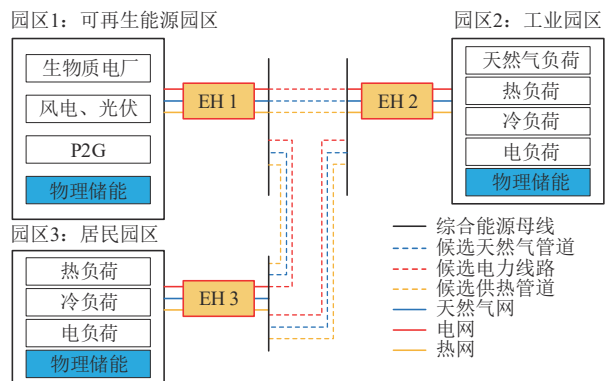 园区1：可再生能源园区
生物质电厂
风电、光伏
P2G
物理储能
EH 1
EH 2
园区2：工业园区
天然气负荷
热负荷
冷负荷
电负荷
物理储能
园区3：居民园区
热负荷
冷负荷
电负荷
物理储能
EH 3
综合能源母线
候选天然气管道
候选电力线路
候选供热管道
天然气网
电网
热网